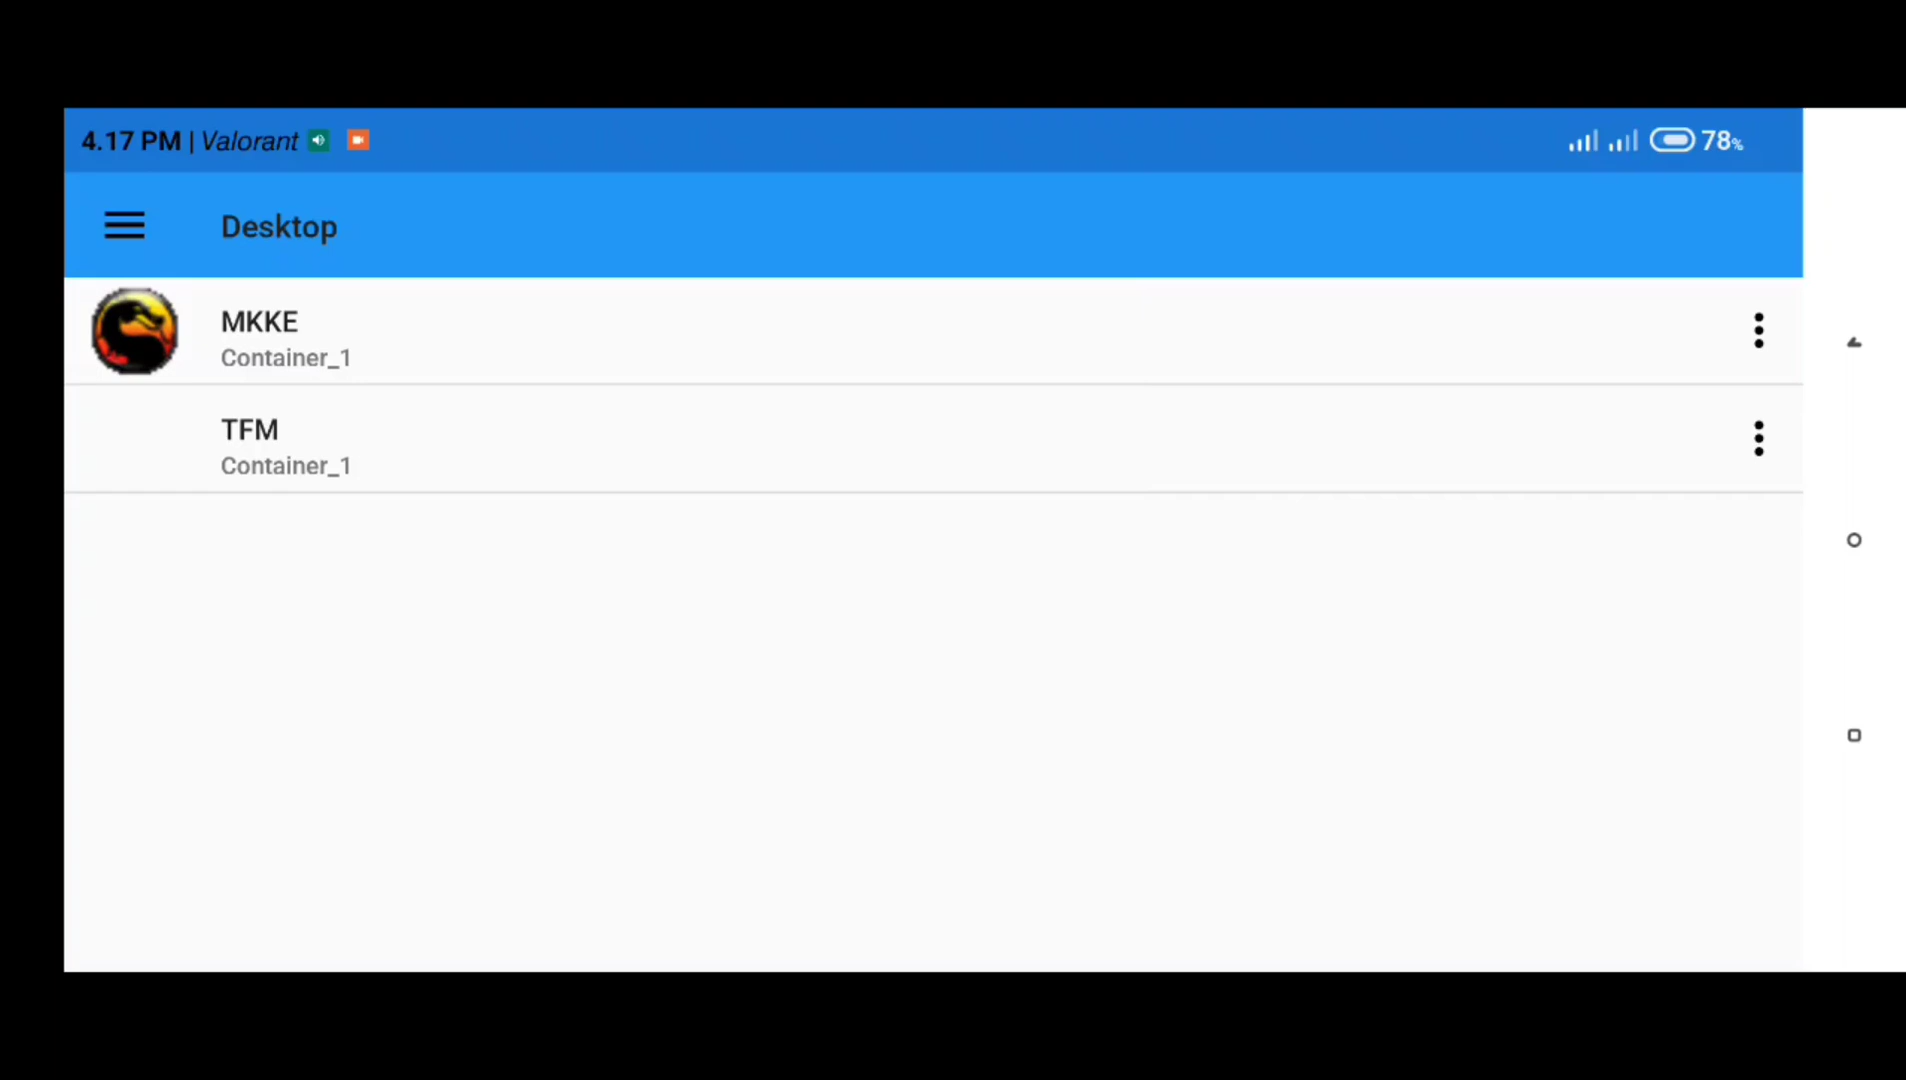 4.17 PM | Valorant 78%
Desktop
MKKE
Container_1
TFM
Container_1